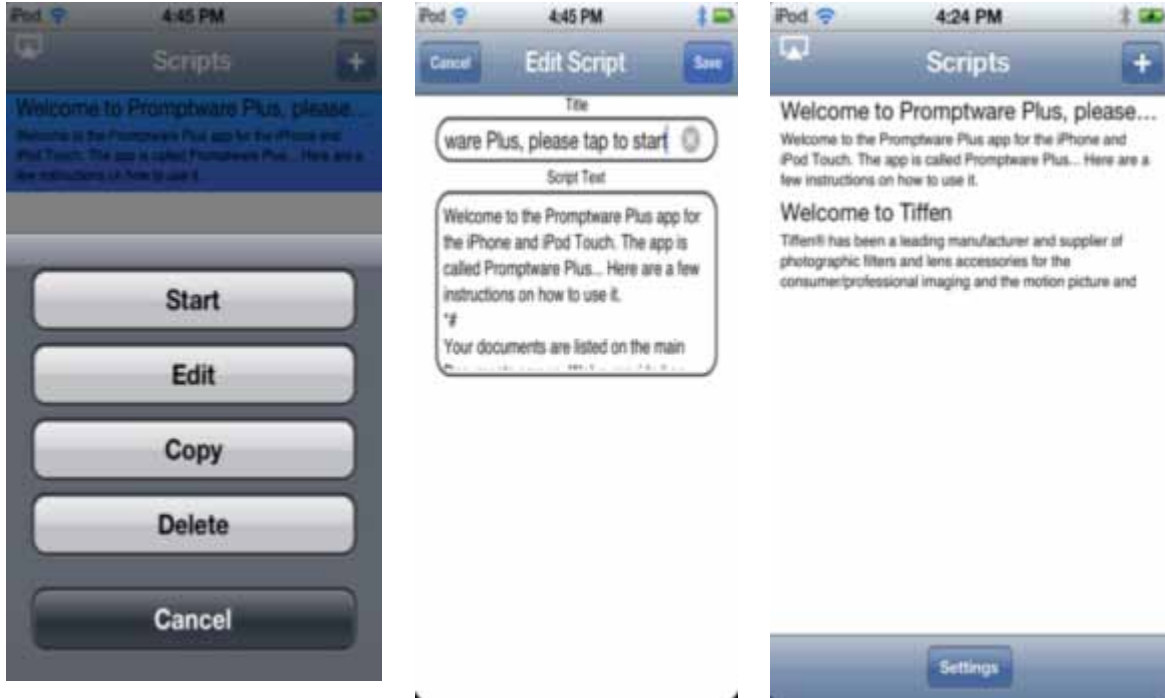 iPod 4:45 PM
Scripts +
Welcome to Promptware Plus, please...
Welcome to the Promptware Plus app for the iPhone and
iPod Touch. The app is called Promptware Plus... Here are a
few instructions on how to use it.
Start
Edit
Copy
Delete
Cancel
iPod 4:45 PM
Cancel Edit Script Save
Title
ware Plus, please tap to start
Script Text
Welcome to the Promptware Plus app for
the iPhone and iPod Touch. The app is
called Promptware Plus... Here are a few
instructions on how to use it.
*#
Your documents are listed on the main
iPod 4:24 PM
Scripts +
Welcome to Promptware Plus, please...
Welcome to the Promptware Plus app for the iPhone and
iPod Touch. The app is called Promptware Plus... Here are a
few instructions on how to use it.
Welcome to Tiffen
Tiffen® has been a leading manufacturer and supplier of
photographic filters and lens accessories for the
consumer/professional imaging and the motion picture and
Settings